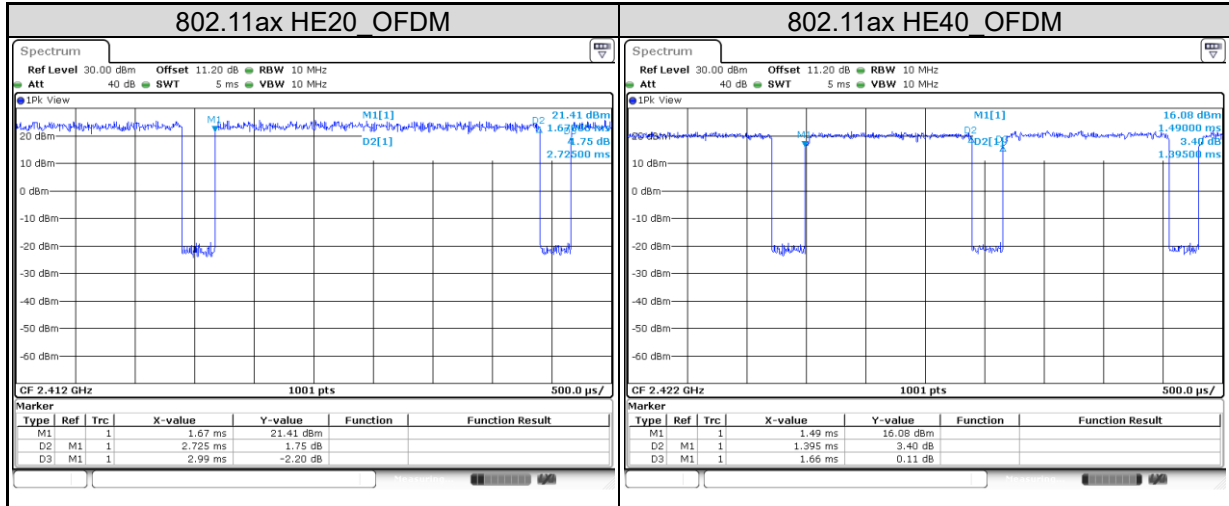 802.11ax HE20_OFDM
Spectrum
Ref Level 30.00 dBm Offset 11.20 dB RBW 10 MHz
Att 40 dB SWT 5 ms VBW 10 MHz
1Pk View
M1[1] 21.41 dBm
D2[1]
2.72500 ms
M1
D2
20 dBm
10 dBm
0 dBm
-10 dBm
-20 dBm
-30 dBm
-40 dBm
-50 dBm
-60 dBm
CF 2.412 GHz 1001 pts 500.0 µs/
Marker
Type Ref Trc X-value Y-value Function Function Result
M1 1 1.67 ms 21.41 dBm
D2 M1 1 2.725 ms 1.75 dB
D3 M1 1 2.99 ms -2.20 dB
802.11ax HE40_OFDM
Spectrum
Ref Level 30.00 dBm Offset 11.20 dB RBW 10 MHz
Att 40 dB SWT 5 ms VBW 10 MHz
1Pk View
M1[1] 16.08 dBm
1.49000 ms
D2[1] 3.40 dB
1.39500 ms
M1
D2
10 dBm
0 dBm
-10 dBm
-20 dBm
-30 dBm
-40 dBm
-50 dBm
-60 dBm
CF 2.422 GHz 1001 pts 500.0 µs/
Marker
Type Ref Trc X-value Y-value Function Function Result
M1 1 1.49 ms 16.08 dBm
D2 M1 1 1.395 ms 3.40 dB
D3 M1 1 1.66 ms 0.11 dB